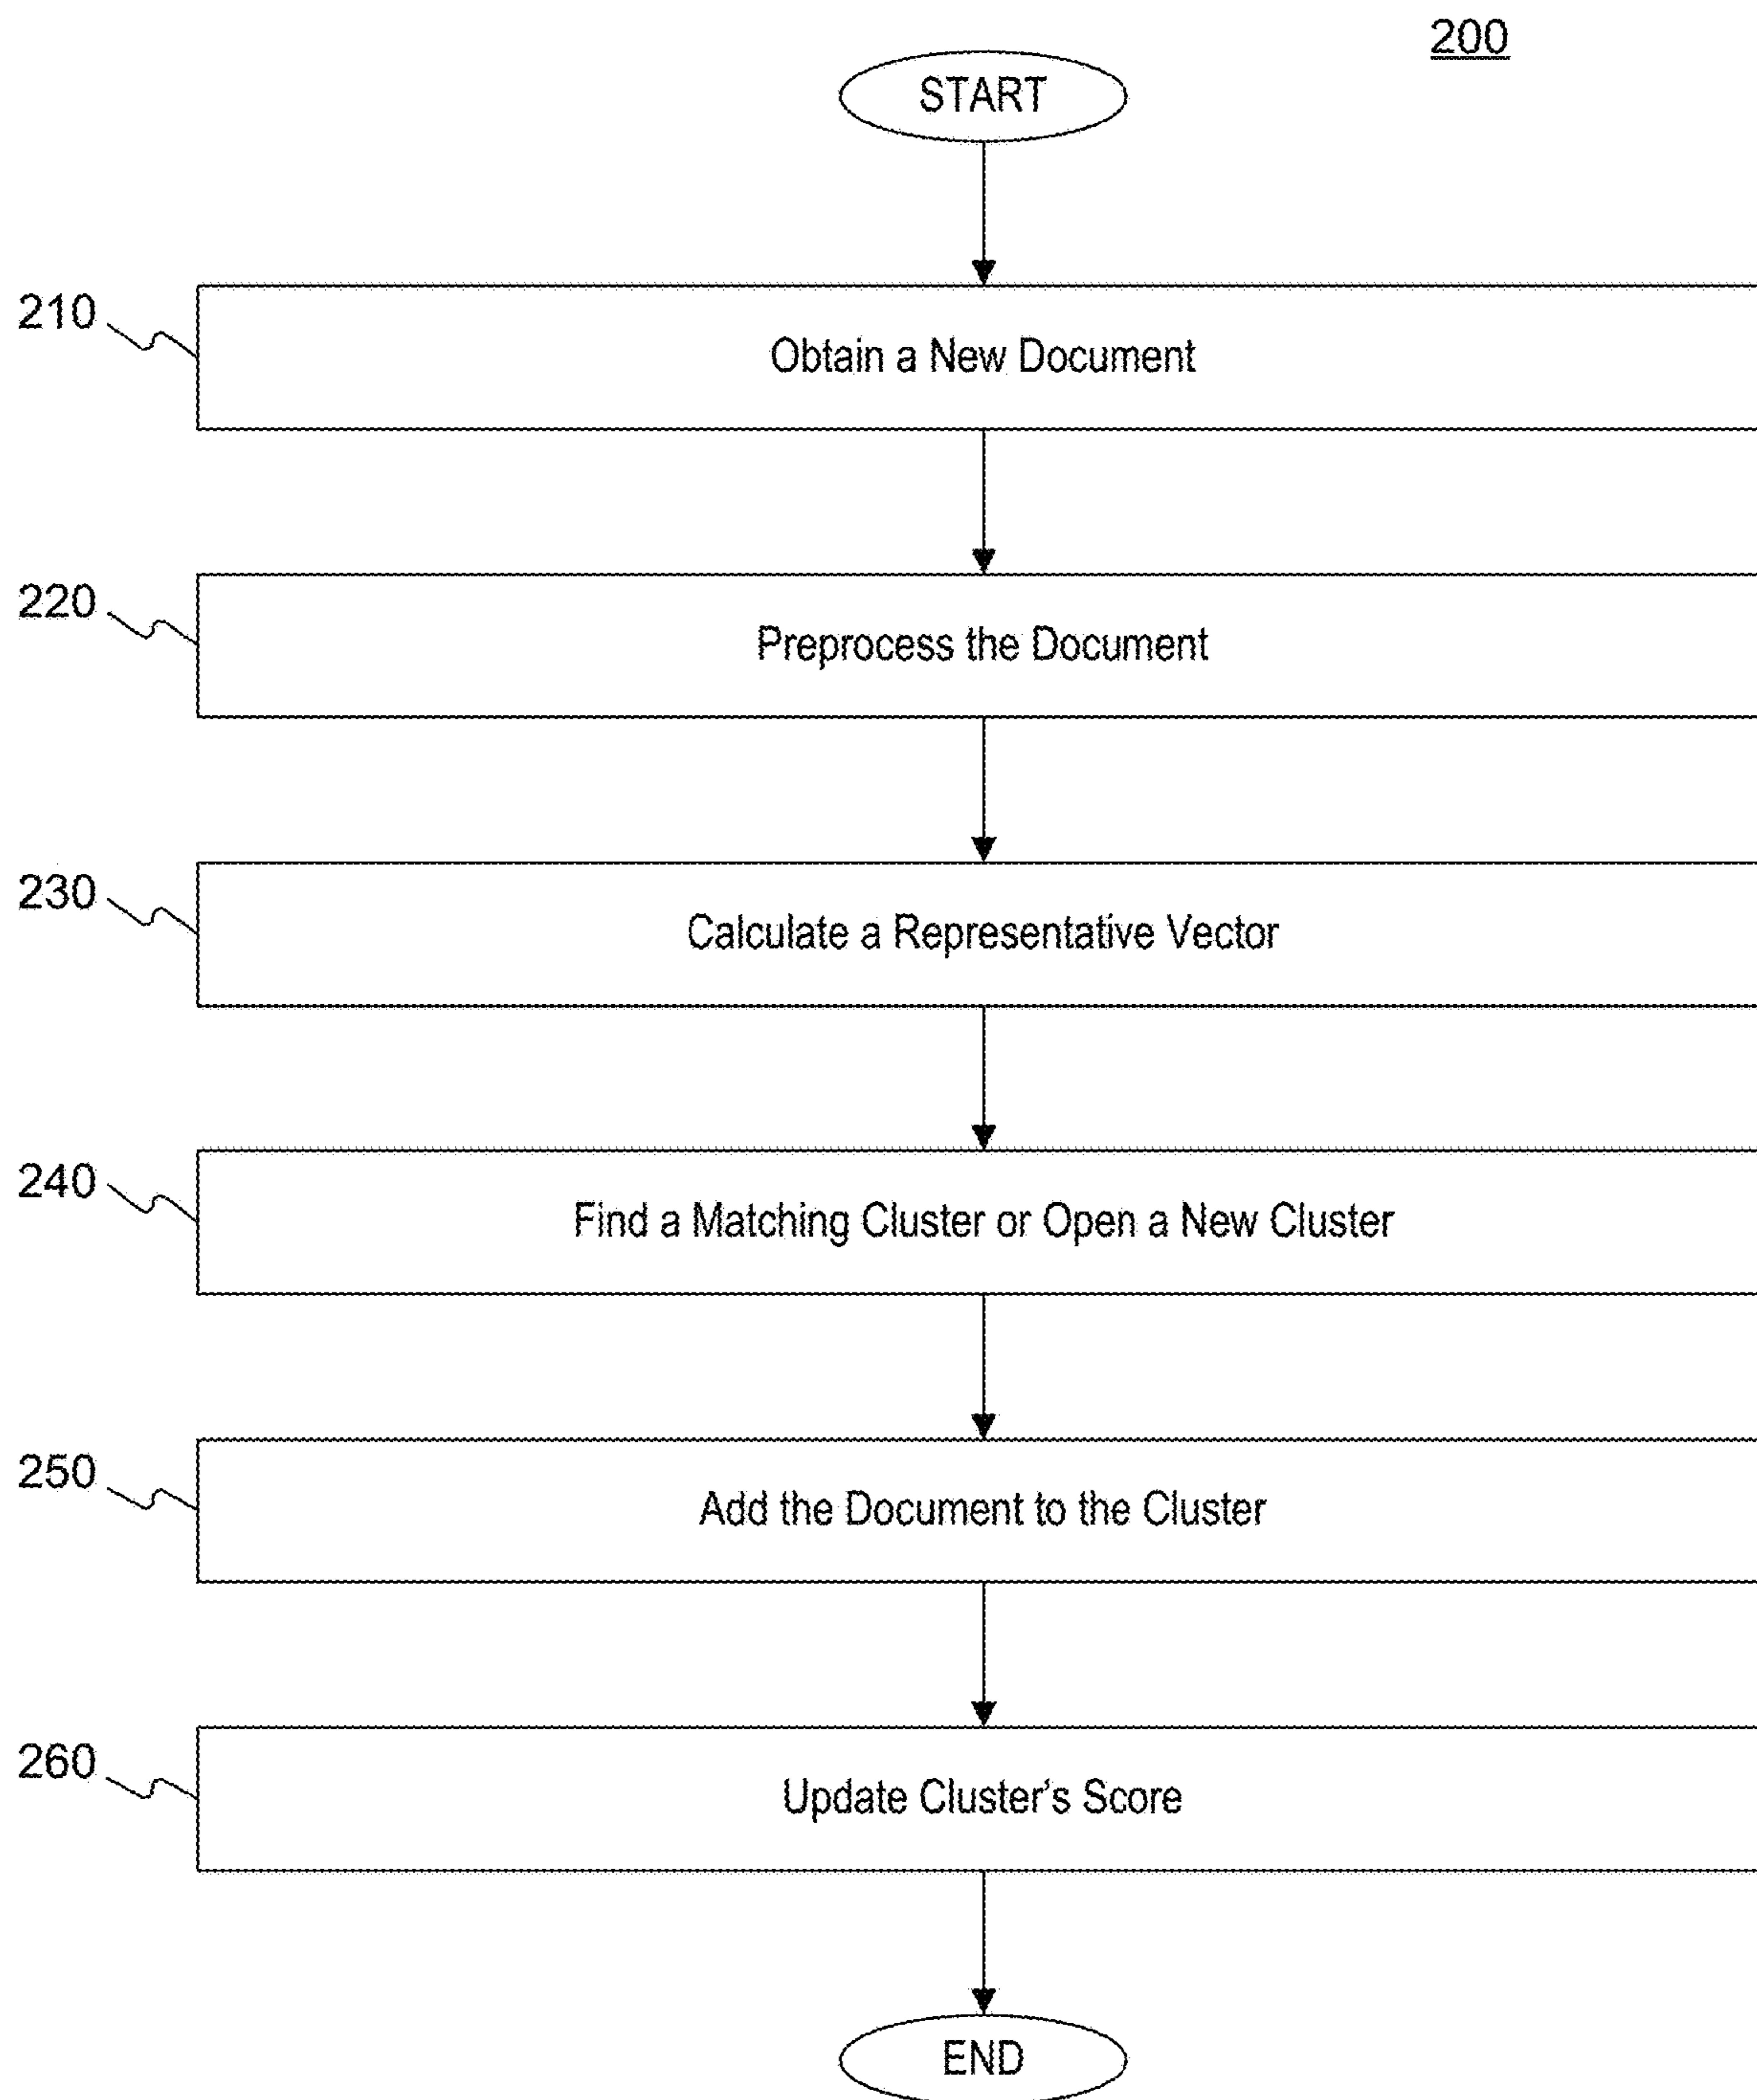 200
START
210
Obtain a New Document
220
Preprocess the Document
230
Calculate a Representative Vector
240
Find a Matching Cluster or Open a New Cluster
250
Add the Document to the Cluster
260
Update Cluster's Score
END